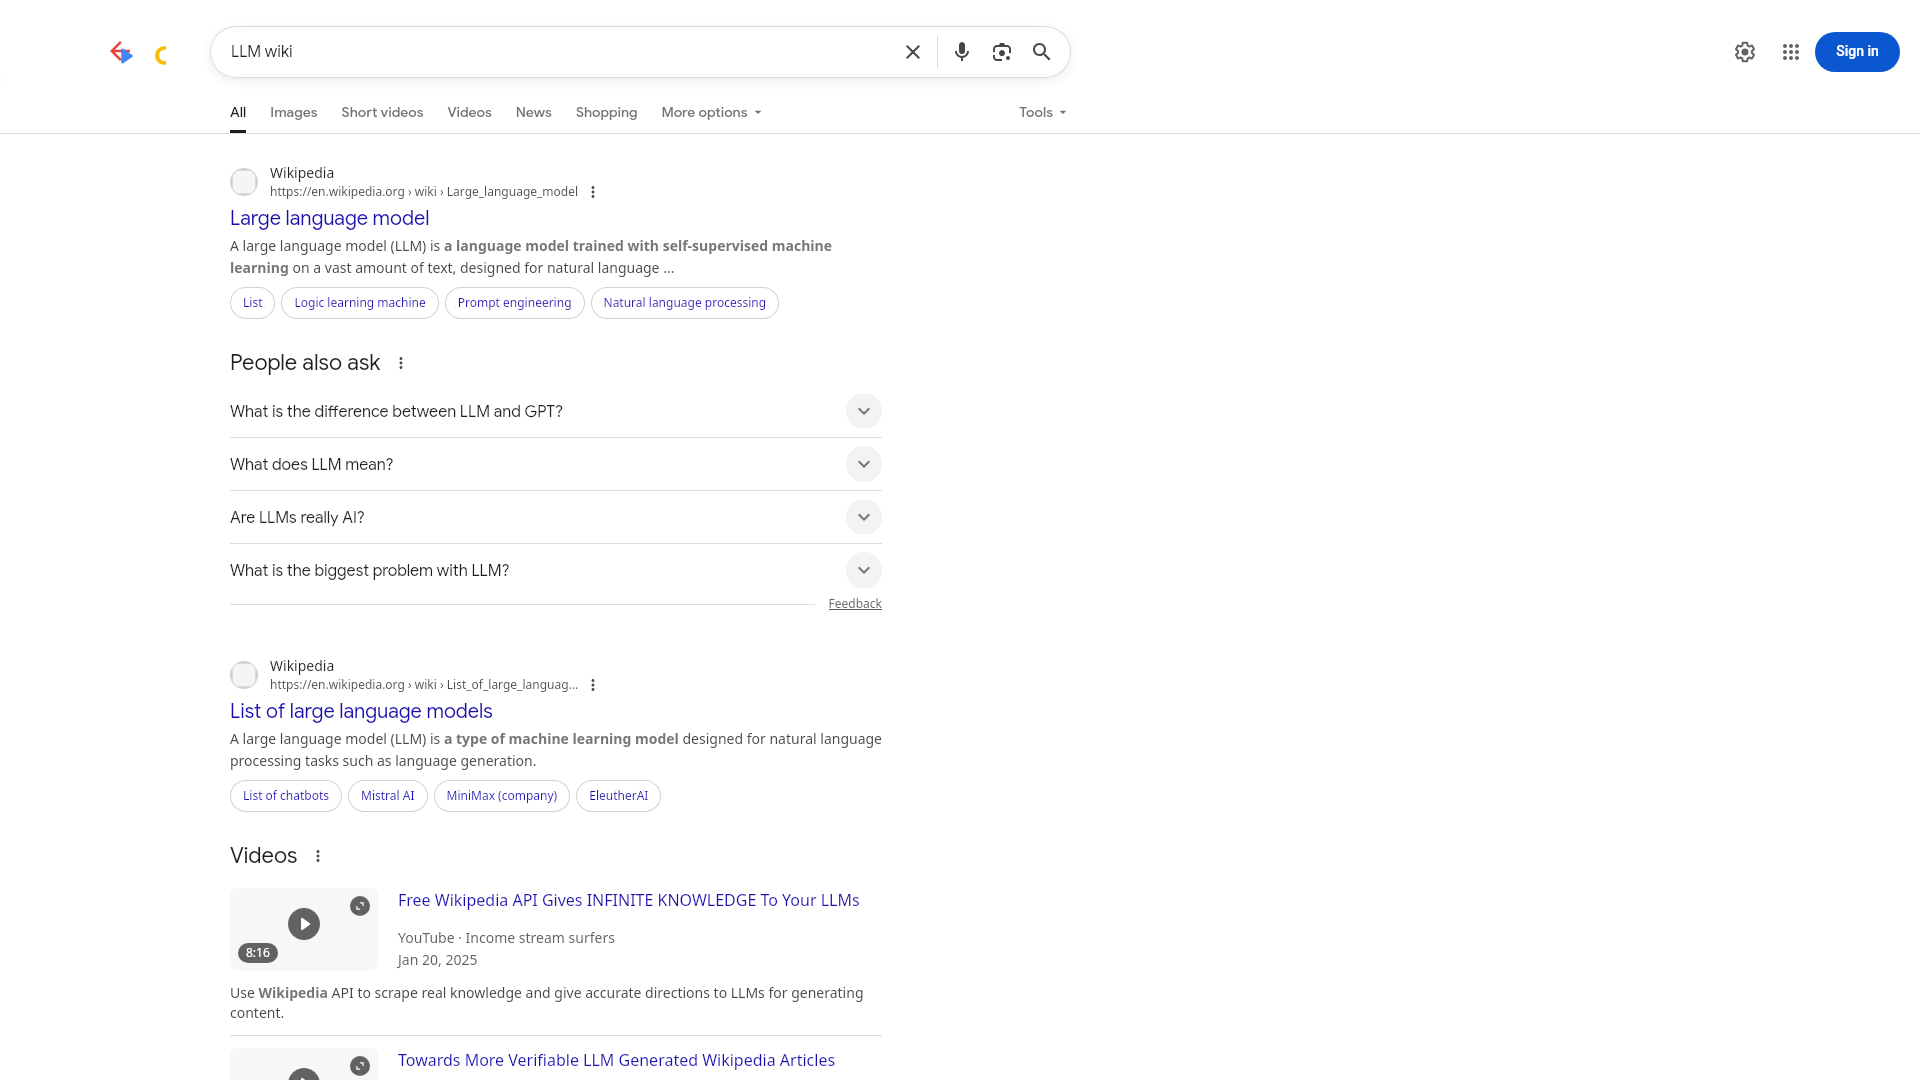 LLM wiki
Sign in
All Images Short videos Videos News Shopping More options Tools
Wikipedia
https://en.wikipedia.org › wiki › Large_language_model
Large language model
A large language model (LLM) is a language model trained with self-supervised machine
learning on a vast amount of text, designed for natural language ...
List Logic learning machine Prompt engineering Natural language processing
People also ask
What is the difference between LLM and GPT?
What does LLM mean?
Are LLMs really AI?
What is the biggest problem with LLM?
Feedback
Wikipedia
https://en.wikipedia.org › wiki › List_of_large_languag...
List of large language models
A large language model (LLM) is a type of machine learning model designed for natural language
processing tasks such as language generation.
List of chatbots Mistral AI MiniMax (company) EleutherAI
Videos
Free Wikipedia API Gives INFINITE KNOWLEDGE To Your LLMs
YouTube · Income stream surfers
8:16
Jan 20, 2025
Use Wikipedia API to scrape real knowledge and give accurate directions to LLMs for generating
content.
Towards More Verifiable LLM Generated Wikipedia Articles